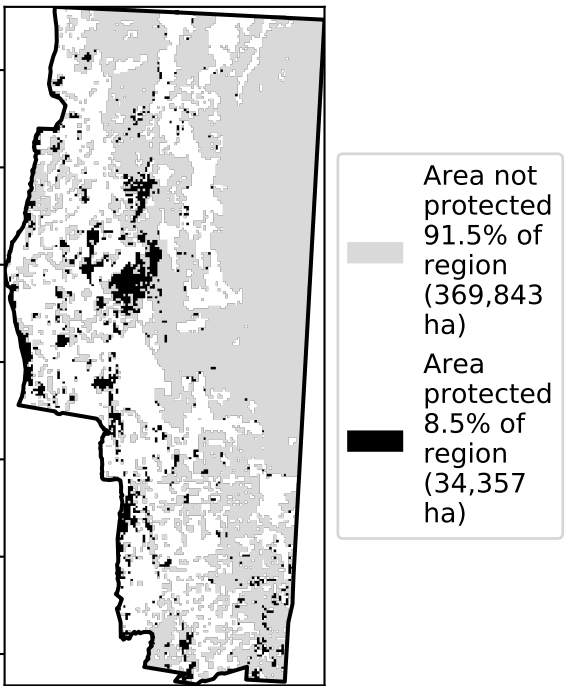 Area not
protected
91.5% of
region
(369,843
ha)
Area
protected
8.5% of
region
(34,357
ha)